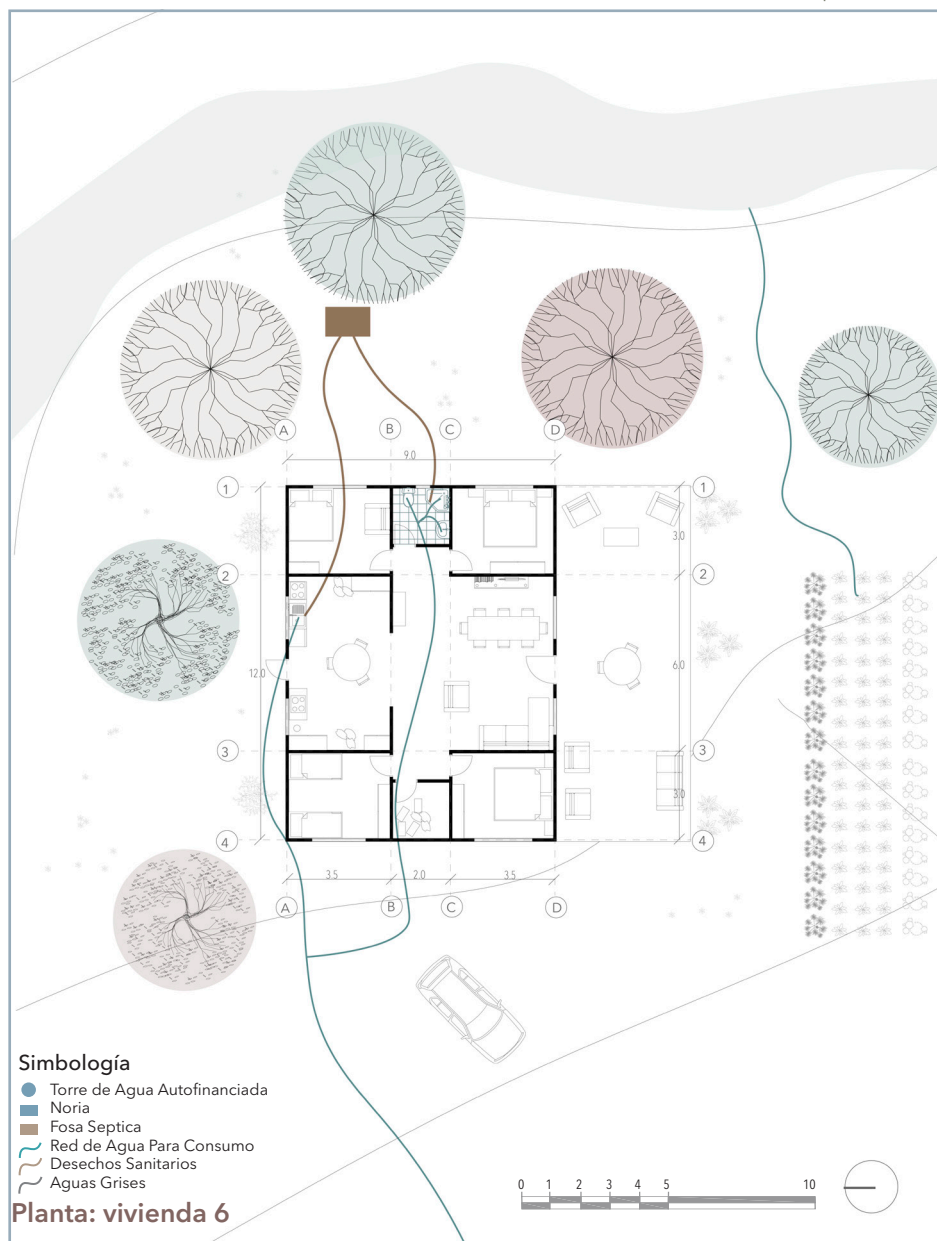 A
B
C
D
9.0
1
1
3.0
2
2
12.0
6.0
3
3
3.0
4
4
3.5
2.0
3.5
A
B
C
D
Simbología
Torre de Agua Autofinanciada
Noria
Fosa Septica
Red de Agua Para Consumo
Desechos Sanitarios
Aguas Grises
Planta: vivienda 6
0 1 2 3 4 5 10